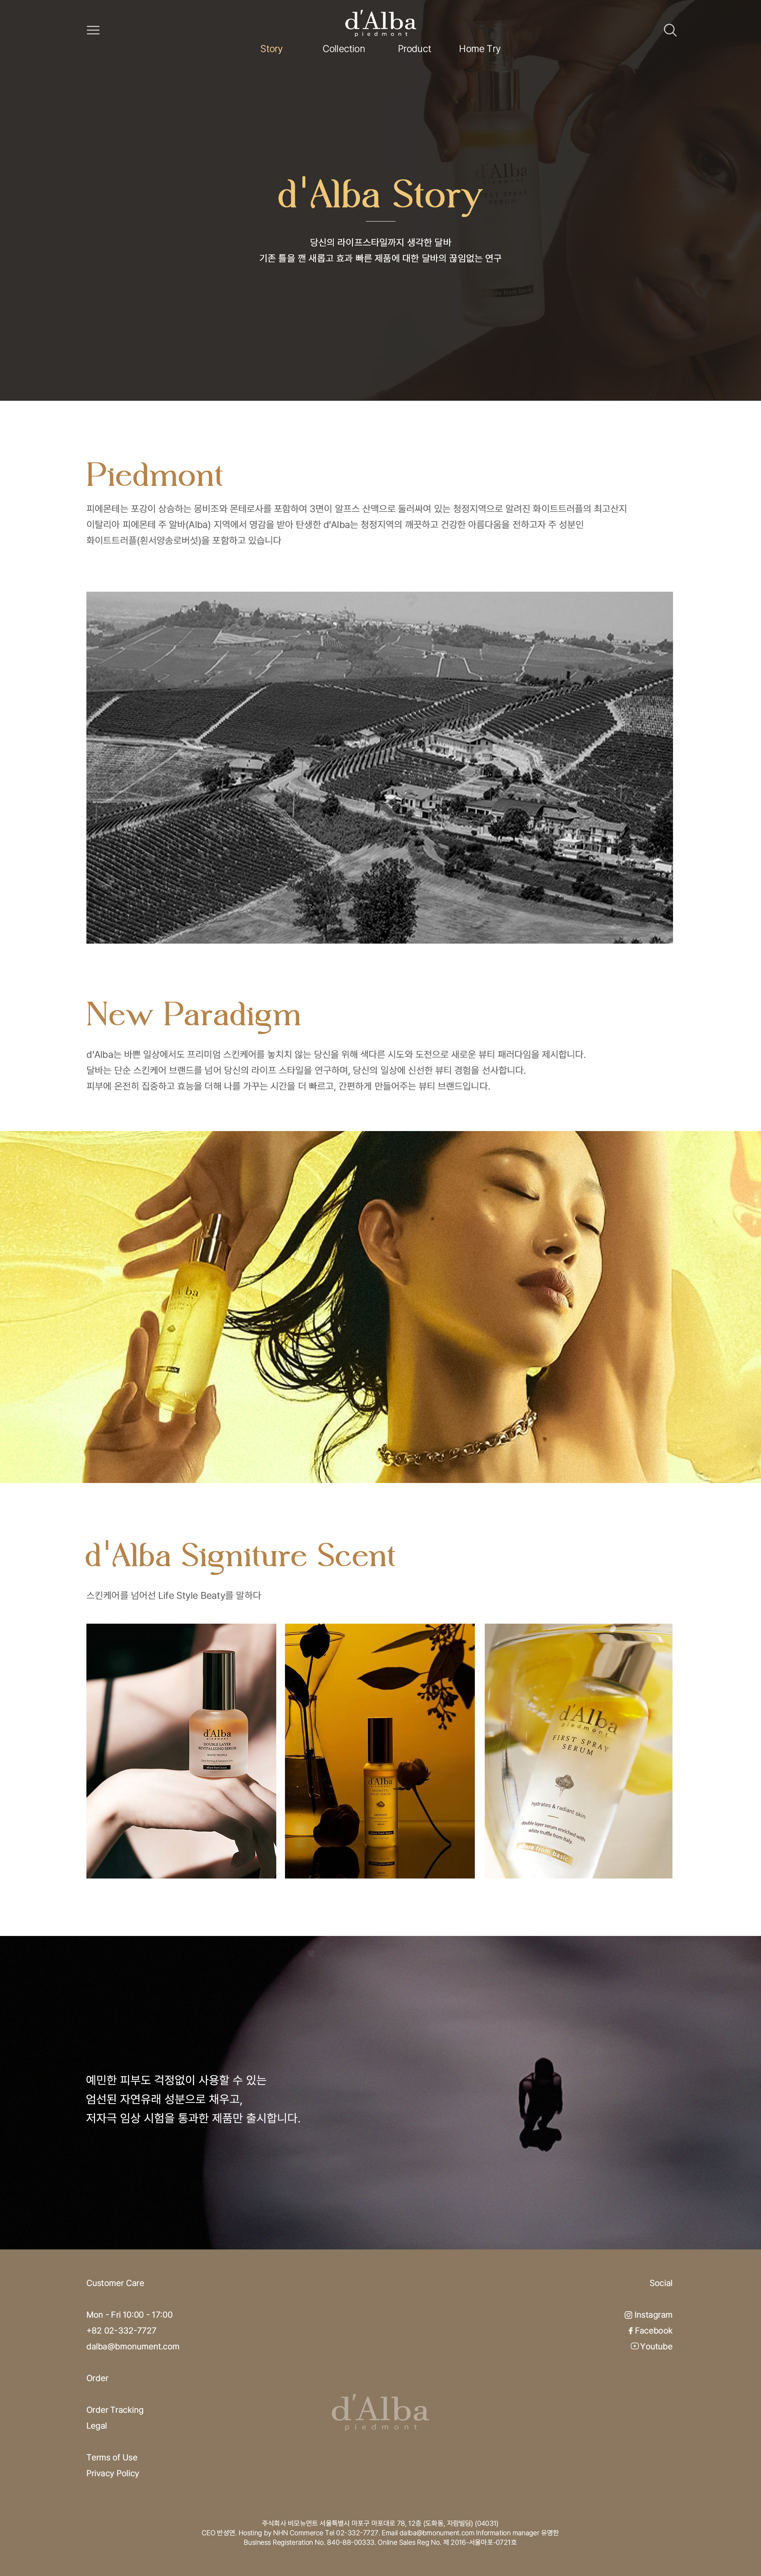 d'Alba
piedmont
Story Collection Product Home Try
d'Alba Story
당신의 라이프스타일까지 생각한 달바
기존 틀을 깬 새롭고 효과 빠른 제품에 대한 달바의 끊임없는 연구
Piedmont
피에몬테는 포강이 상승하는 몽비조와 몬테로사를 포함하여 3면이 알프스 산맥으로 둘러싸여 있는 청정지역으로 알려진 화이트트러플의 최고산지
이탈리아 피에몬테 주 알바(Alba) 지역에서 영감을 받아 탄생한 d'Alba는 청정지역의 깨끗하고 건강한 아름다움을 전하고자 주 성분인
화이트트러플(흰서양송로버섯)을 포함하고 있습니다
New Paradigm
d'Alba는 바쁜 일상에서도 프리미엄 스킨케어를 놓치치 않는 당신을 위해 색다른 시도와 도전으로 새로운 뷰티 패러다임을 제시합니다.
달바는 단순 스킨케어 브랜드를 넘어 당신의 라이프 스타일을 연구하며, 당신의 일상에 신선한 뷰티 경험을 선사합니다.
피부에 온전히 집중하고 효능을 더해 나를 가꾸는 시간을 더 빠르고, 간편하게 만들어주는 뷰티 브랜드입니다.
d'Alba Signiture Scent
스킨케어를 넘어선 Life Style Beaty를 말하다
d'Alba
piedmont
DOUBLE LAYER
REVITALIZING SERUM
d'Alba
d'Alba
piedmont
FIRST SPRAY
SERUM
hydrates & radiant skin
double layer serum enriched with
white truffle from Italy.
예민한 피부도 걱정없이 사용할 수 있는
엄선된 자연유래 성분으로 채우고,
저자극 임상 시험을 통과한 제품만 출시합니다.
Customer Care
Mon - Fri 10:00 - 17:00
+82 02-332-7727
dalba@bmonument.com
Order
Order Tracking
Legal
Terms of Use
Privacy Policy
Social
Instagram
Facebook
Youtube
d'Alba
piedmont
주식회사 비모뉴먼트 서울특별시 마포구 마포대로 78, 12층 (도화동, 자람빌딩) (04031)
CEO 반성연. Hosting by NHN Commerce Tel 02-332-7727. Email dalba@bmonument.com Information manager 유명한
Business Registeration No. 840-88-00333. Online Sales Reg No. 제 2016-서울마포-0721호